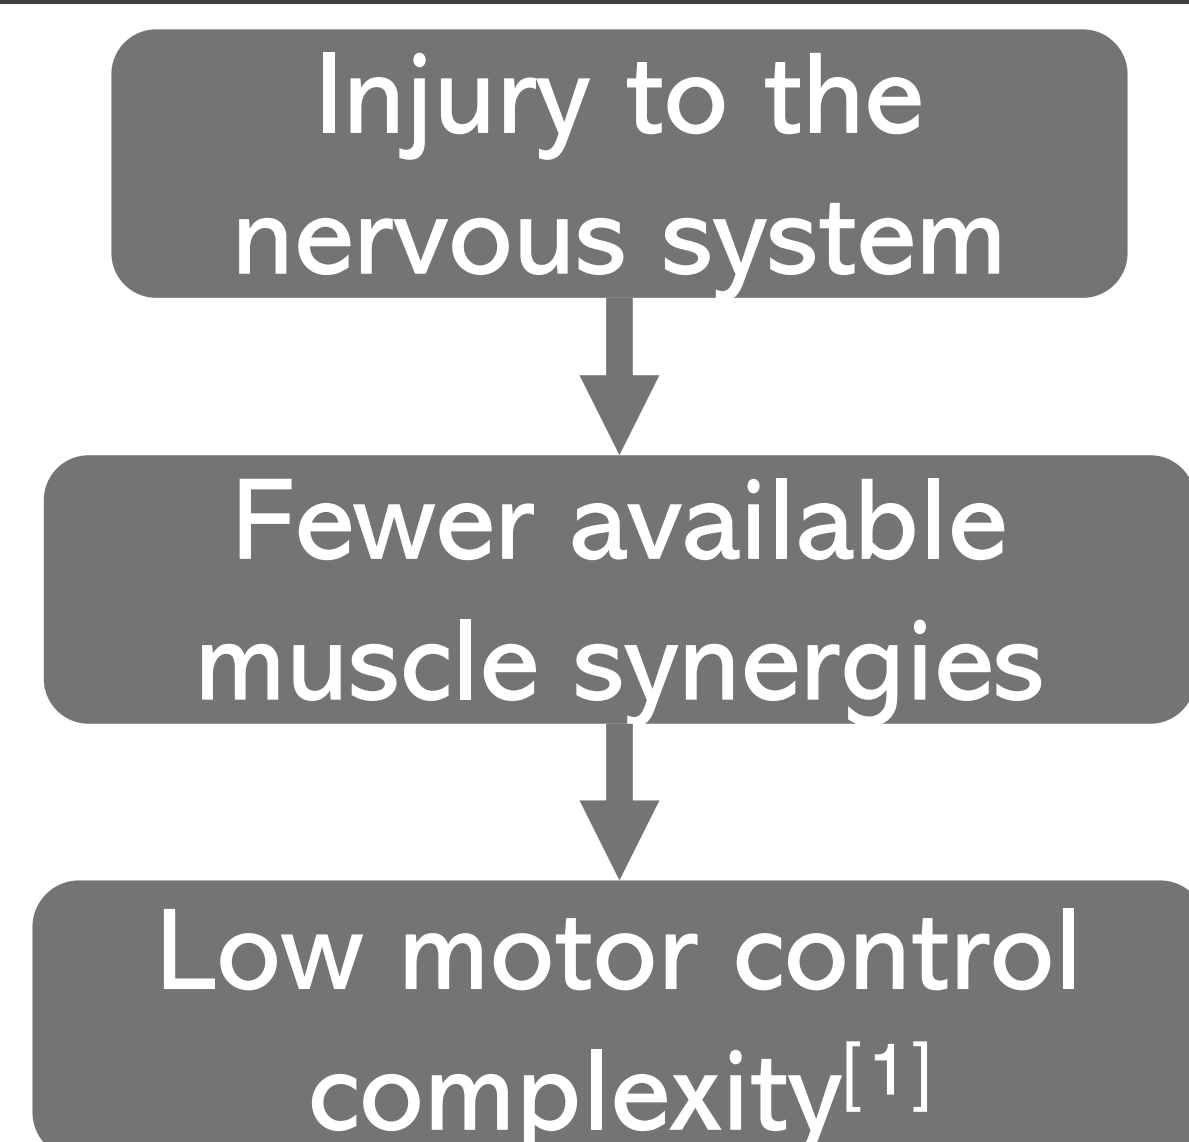 Injury to the
nervous system
Fewer available
muscle synergies
Low motor control
complexity[1]